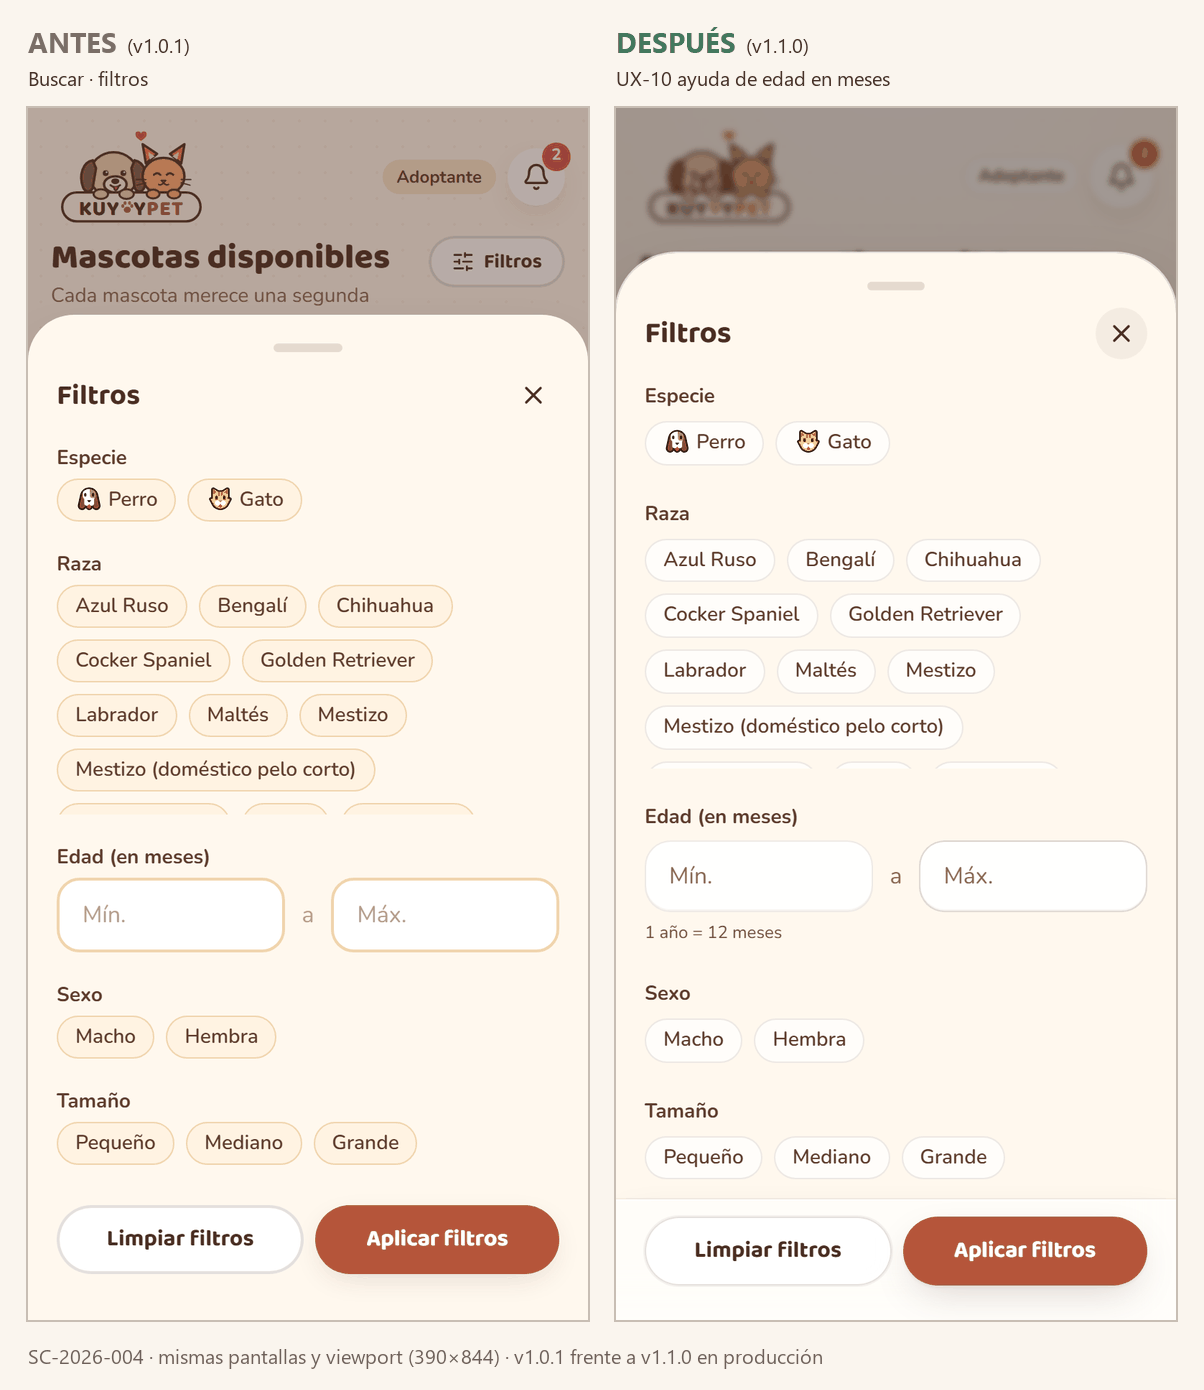 ANTES (v1.0.1)
Buscar · filtros
KUYYPET
Adoptante
2
Mascotas disponibles
Filtros
Cada mascota merece una segunda
Filtros
Especie
Perro
Gato
Raza
Azul Ruso
Bengalí
Chihuahua
Cocker Spaniel
Golden Retriever
Labrador
Maltés
Mestizo
Mestizo (doméstico pelo corto)
Edad (en meses)
Mín.
a
Máx.
Sexo
Macho
Hembra
Tamaño
Pequeño
Mediano
Grande
Limpiar filtros
Aplicar filtros
DESPUÉS (v1.1.0)
UX-10 ayuda de edad en meses
KUYYPET
Adoptante
Filtros
Especie
Perro
Gato
Raza
Azul Ruso
Bengalí
Chihuahua
Cocker Spaniel
Golden Retriever
Labrador
Maltés
Mestizo
Mestizo (doméstico pelo corto)
Edad (en meses)
Mín.
a
Máx.
1 año = 12 meses
Sexo
Macho
Hembra
Tamaño
Pequeño
Mediano
Grande
Limpiar filtros
Aplicar filtros
SC-2026-004 · mismas pantallas y viewport (390×844) · v1.0.1 frente a v1.1.0 en producción